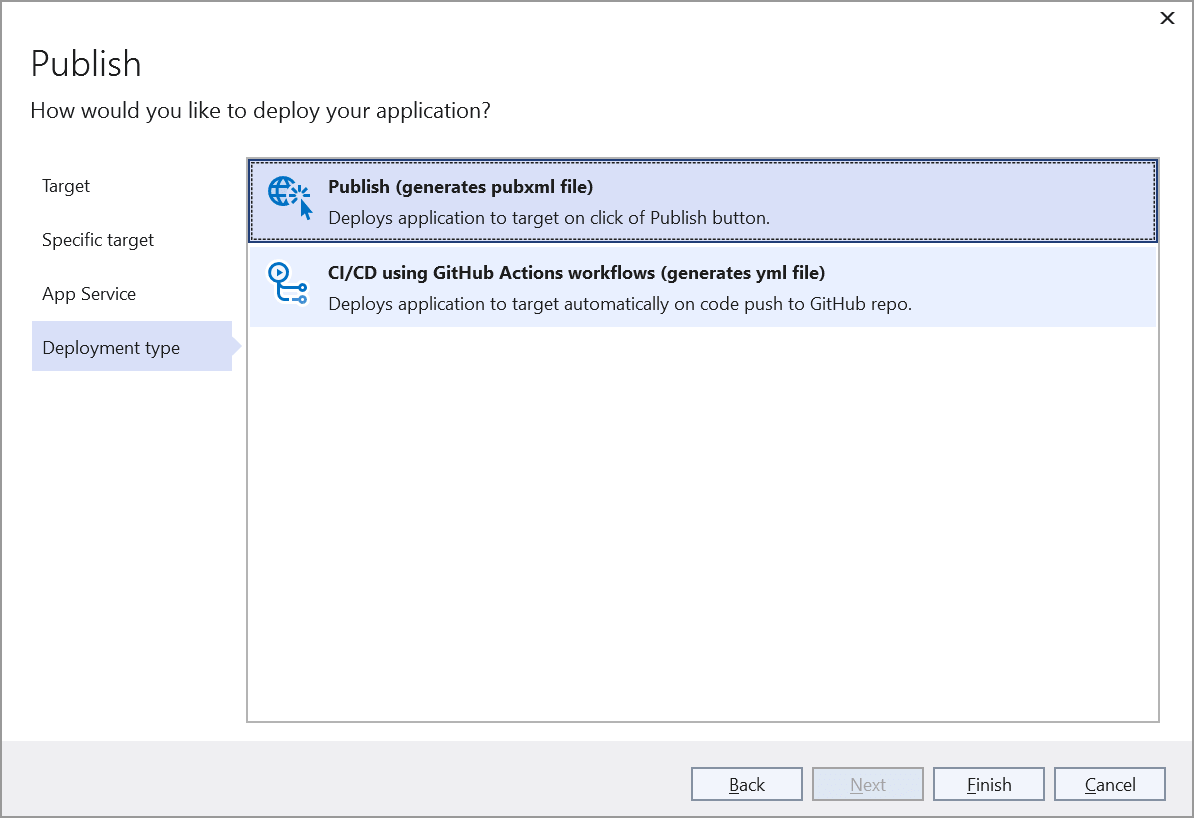 Publish
How would you like to deploy your application?
Target
Specific target
App Service
Deployment type
Publish (generates pubxml file)
Deploys application to target on click of Publish button.
CI/CD using GitHub Actions workflows (generates yml file)
Deploys application to target automatically on code push to GitHub repo.
Back
Next
Finish
Cancel